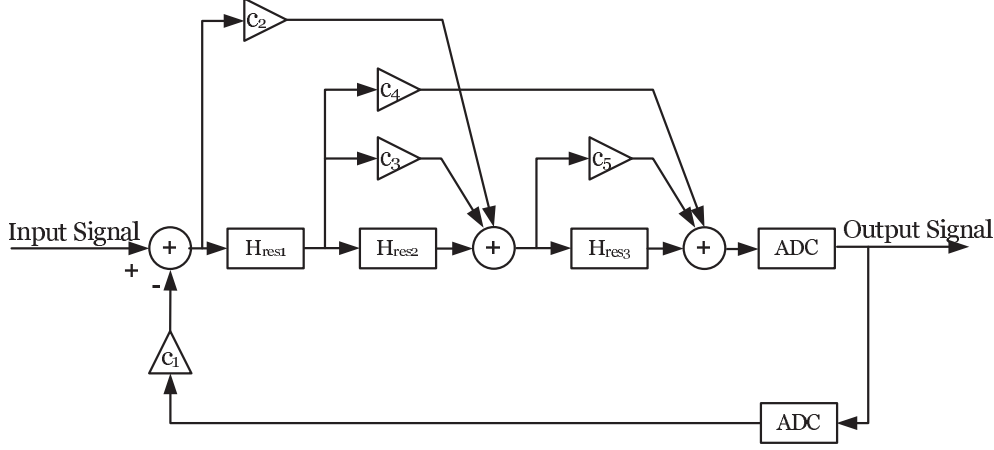 c2
c4
c3
c5
Input Signal
+
Hres1
Hres2
+
Hres3
+
ADC
Output Signal
+
-
c1
ADC